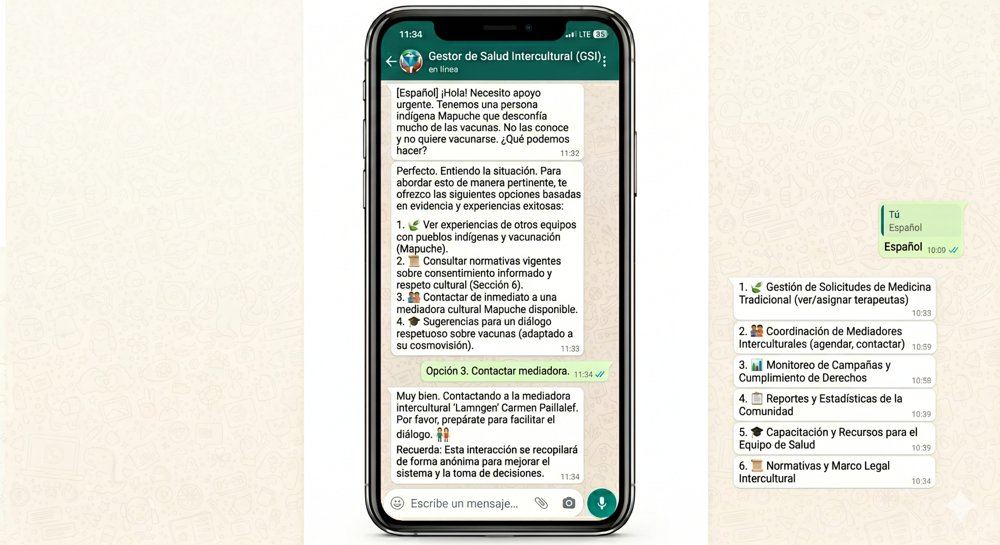 11:34
LTE 35
Gestor de Salud Intercultural (GSI)
en línea
[Español] ¡Hola! Necesito apoyo
urgente. Tenemos una persona
indígena Mapuche que desconfía
mucho de las vacunas. No las conoce
y no quiere vacunarse. ¿Qué podemos
hacer?
11:32
Perfecto. Entiendo la situación. Para
abordar esto de manera pertinente, te
ofrezco las siguientes opciones basadas
en evidencia y experiencias exitosas:
1. 🌿 Ver experiencias de otros equipos
con pueblos indígenas y vacunación
(Mapuche).
2. 📜 Consultar normativas vigentes
sobre consentimiento informado y
respeto cultural (Sección 6).
3. 👥 Contactar de inmediato a una
mediadora cultural Mapuche disponible.
4. 🎓 Sugerencias para un diálogo
respetuoso sobre vacunas (adaptado a
su cosmovisión).
11:33
Opción 3. Contactar mediadora. 11:34
Muy bien. Contactando a la mediadora
intercultural ‘Lamngen’ Carmen Paillalef.
Por favor, prepárate para facilitar el
diálogo. 👫
Recuerda: Esta interacción se recopilará
de forma anónima para mejorar el
sistema y la toma de decisiones.
11:34
Escribe un mensaje...
Tú
Español
Español 10:09
1. 🌿 Gestión de Solicitudes de Medicina
Tradicional (ver/asignar terapeutas)
10:33
2. 👥 Coordinación de Mediadores
Interculturales (agendar, contactar) 10:59
3. 📊 Monitoreo de Campañas y
Cumplimiento de Derechos 10:58
4. 📋 Reportes y Estadísticas de la
Comunidad 10:39
5. 🎓 Capacitación y Recursos para el
Equipo de Salud 10:39
6. 📜 Normativas y Marco Legal
Intercultural 10:34